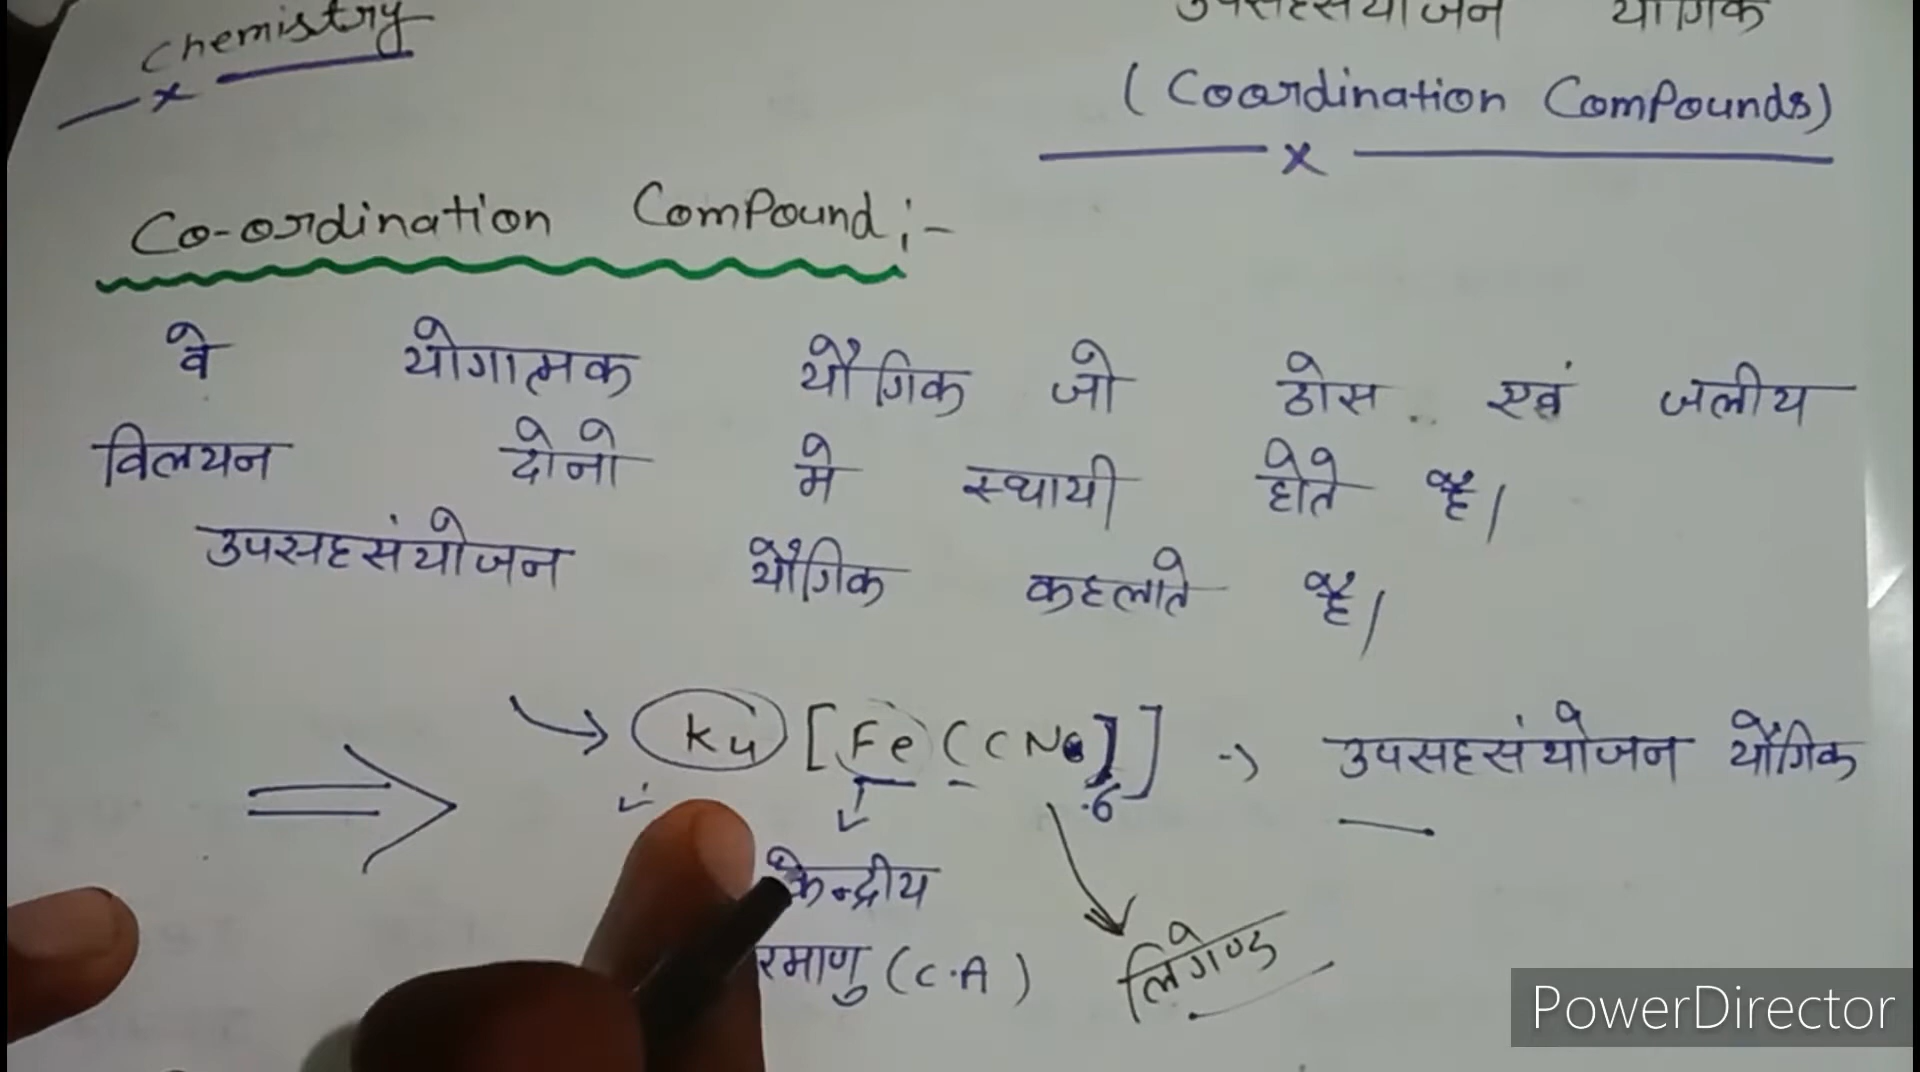 Chemistry
उपसहसंयोजन यौगिक
(Coordination Compounds)
Co-ordination Compound:-
वे योगात्मक यौगिक जो ठोस एवं जलीय
विलयन दोनो मे स्थायी होते है।
उपसहसंयोजन यौगिक कहलाते है।
K4 [Fe(CN)6] → उपसहसंयोजन यौगिक
केन्द्रीय
रमाणु (C.A)
लिगेण्ड
PowerDirector